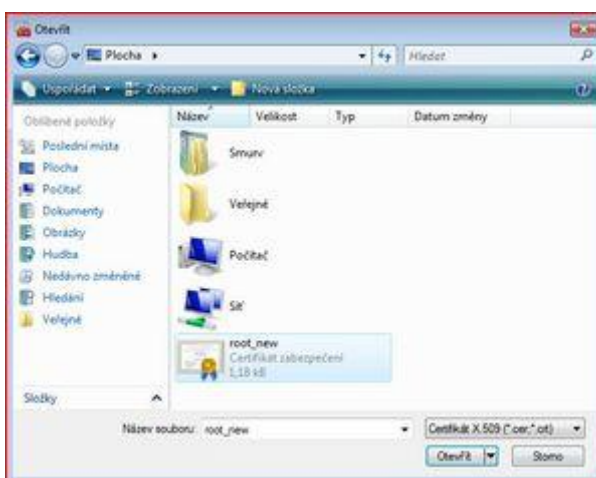 Otevřít
Plocha
Hledat
Uspořádat
Zobrazení
Nová složka
Oblíbené položky
Poslední místa
Plocha
Počítač
Dokumenty
Obrázky
Hudba
Nedávno změněné
Hledání
Veřejné
Složky
Název
Velikost
Typ
Datum změny
Smurv
Veřejné
Počítač
Síť
root_new
Certifikát zabezpečení
1,18 kB
Název souboru: root_new
Certifikát X.509 (*.cer;*.crt)
Otevřít
Storno